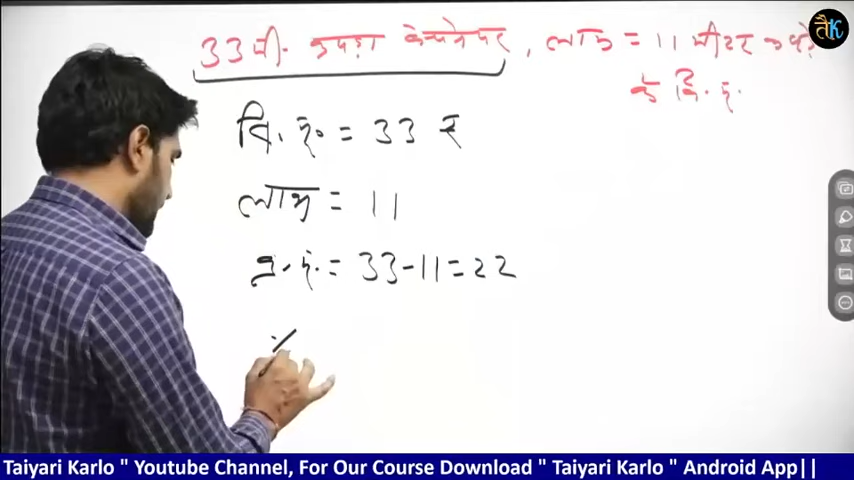 33 मी. कपड़ा बेचने पर, लाभ = 11 मीटर कपड़े
के वि. मू.
वि. मू. = 33 ₹
लाभ = 11
क्र. मू. = 33-11=22
%
Taiyari Karlo " Youtube Channel, For Our Course Download " Taiyari Karlo " Android App||